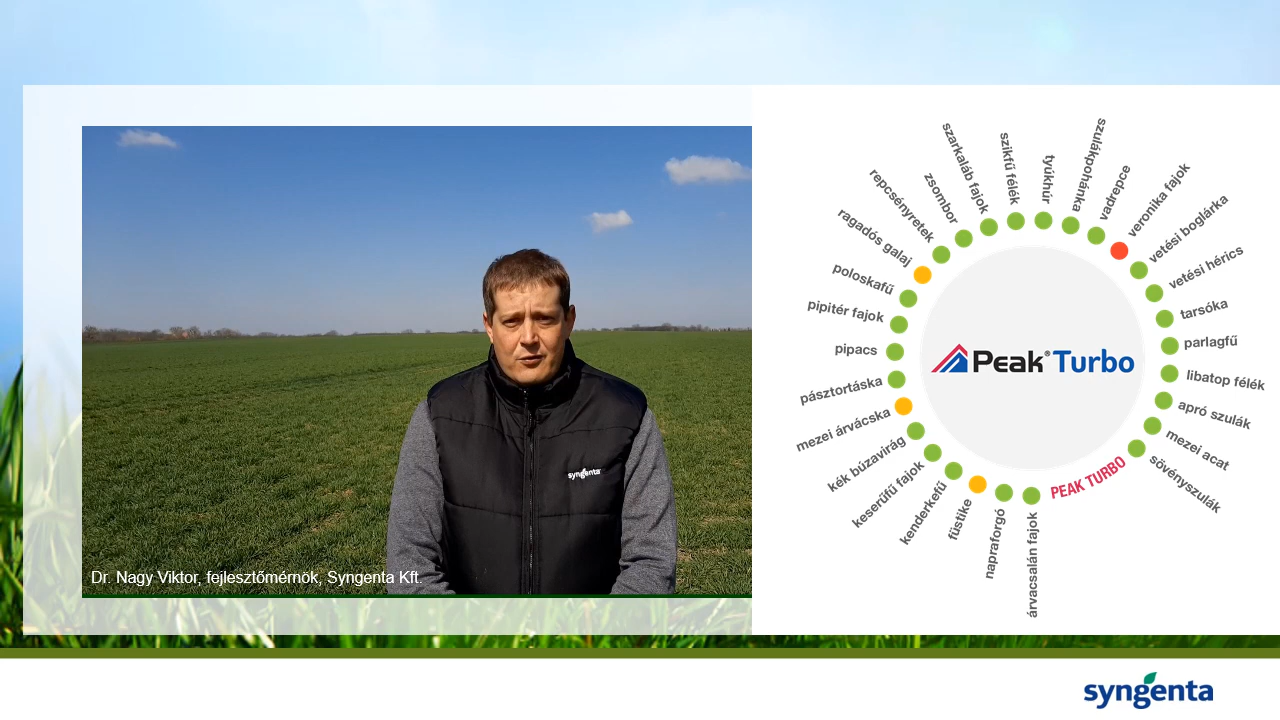 szarkaláb fajok
szikfű félék
tyúkhúr
szulákpohánka
vadrepce
veronika fajok
vetési boglárka
vetési hérics
tarsóka
parlagfű
libatop félék
apró szulák
mezei acat
sövényszulák
PEAK TURBO
árvacsalán fajok
napraforgó
füstike
kenderkefű
keserűfű fajok
kék búzavirág
mezei árvácska
pásztortáska
pipacs
pipitér fajok
poloskafű
ragadós galaj
repcsényretek
zsombor
Peak® Turbo
syngenta
Dr. Nagy Viktor, fejlesztőmérnök, Syngenta Kft.
syngenta